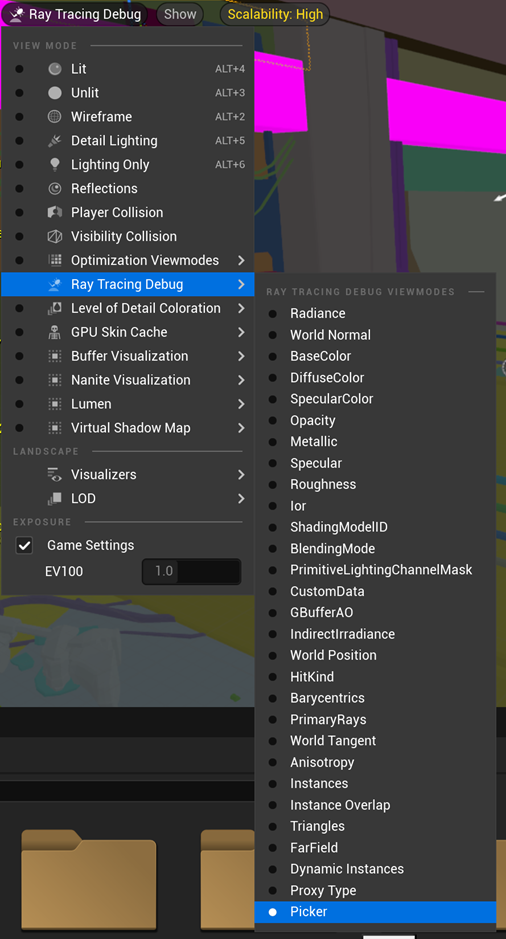 Ray Tracing Debug Show Scalability: High
VIEW MODE
Lit ALT+4
Unlit ALT+3
Wireframe ALT+2
Detail Lighting ALT+5
Lighting Only ALT+6
Reflections
Player Collision
Visibility Collision
Optimization Viewmodes
Ray Tracing Debug
Level of Detail Coloration
GPU Skin Cache
Buffer Visualization
Nanite Visualization
Lumen
Virtual Shadow Map
LANDSCAPE
Visualizers
LOD
EXPOSURE
Game Settings
EV100 1.0
RAY TRACING DEBUG VIEWMODES
Radiance
World Normal
BaseColor
DiffuseColor
SpecularColor
Opacity
Metallic
Specular
Roughness
Ior
ShadingModelID
BlendingMode
PrimitiveLightingChannelMask
CustomData
GBufferAO
IndirectIrradiance
World Position
HitKind
Barycentrics
PrimaryRays
World Tangent
Anisotropy
Instances
Instance Overlap
Triangles
FarField
Dynamic Instances
Proxy Type
Picker